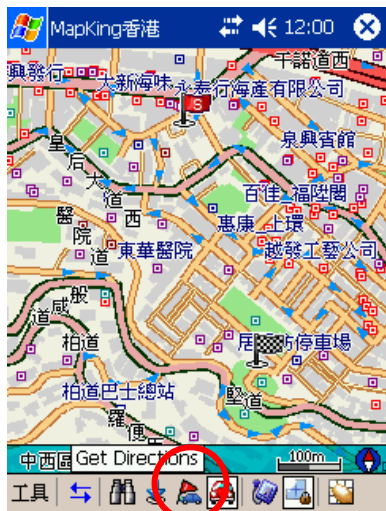 MapKing香港 12:00
千諾道西
興發行
大新海味
永泰行海產有限公司
S
泉興賓館
皇后大道西
百佳
福陞閣
醫院道
惠康
上環
東華醫院
越發工藝公司
般咸道
柏道
停車場
柏道巴士總站
堅道
羅便
中西區
Get Directions
100m
工具